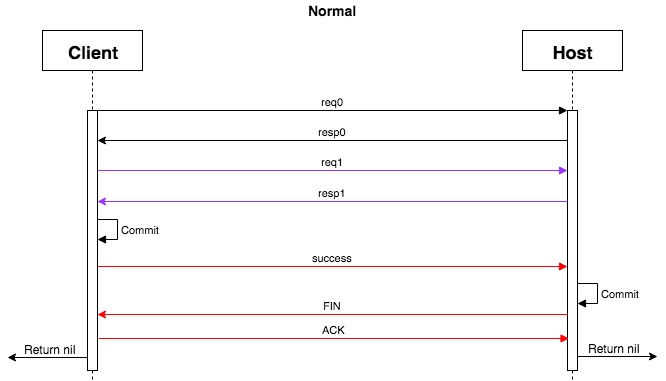 Normal
Client
Host
req0
resp0
req1
resp1
Commit
success
Commit
FIN
ACK
Return nil
Return nil